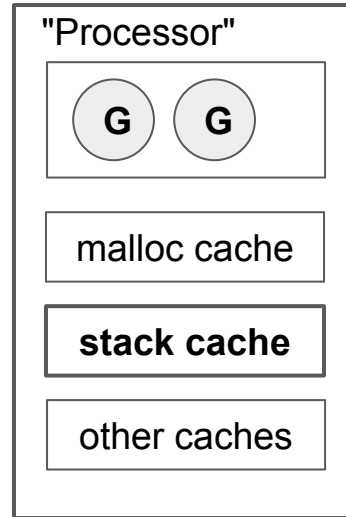 "Processor"
G G
malloc cache
stack cache
other caches